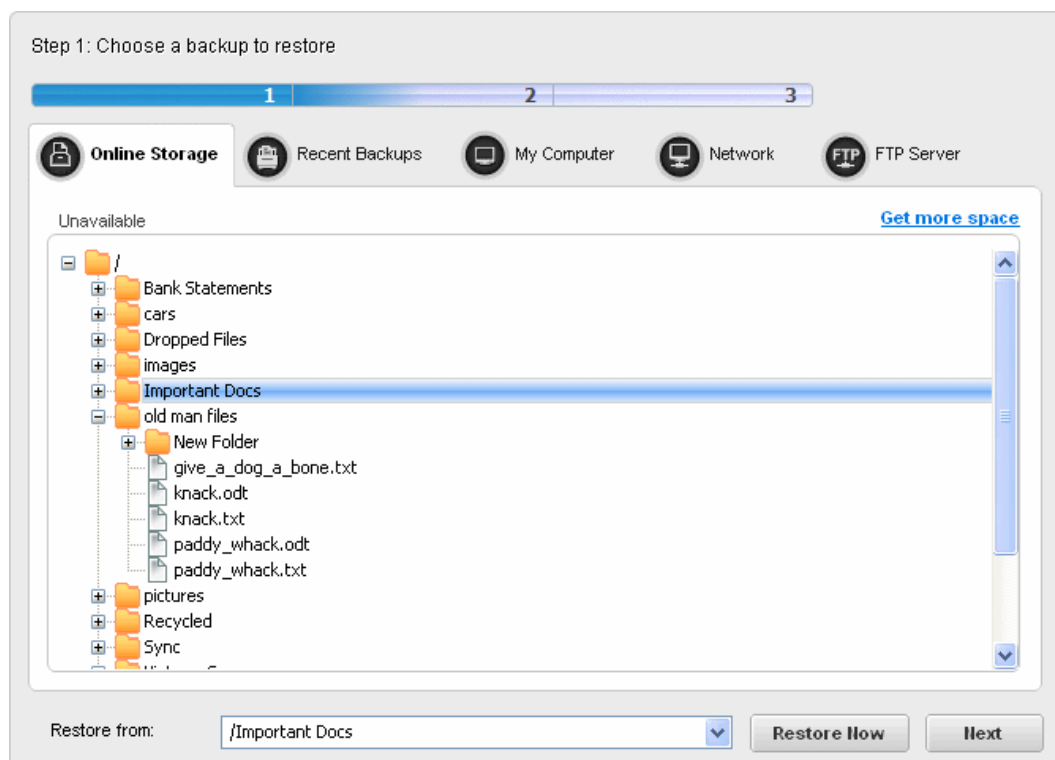 Step 1: Choose a backup to restore
1 2 3
Online Storage Recent Backups My Computer Network FTP FTP Server
Unavailable Get more space
/
Bank Statements
cars
Dropped Files
images
Important Docs
old man files
New Folder
give_a_dog_a_bone.txt
knack.odt
knack.txt
paddy_whack.odt
paddy_whack.txt
pictures
Recycled
Sync
Restore from: /Important Docs Restore Now Next